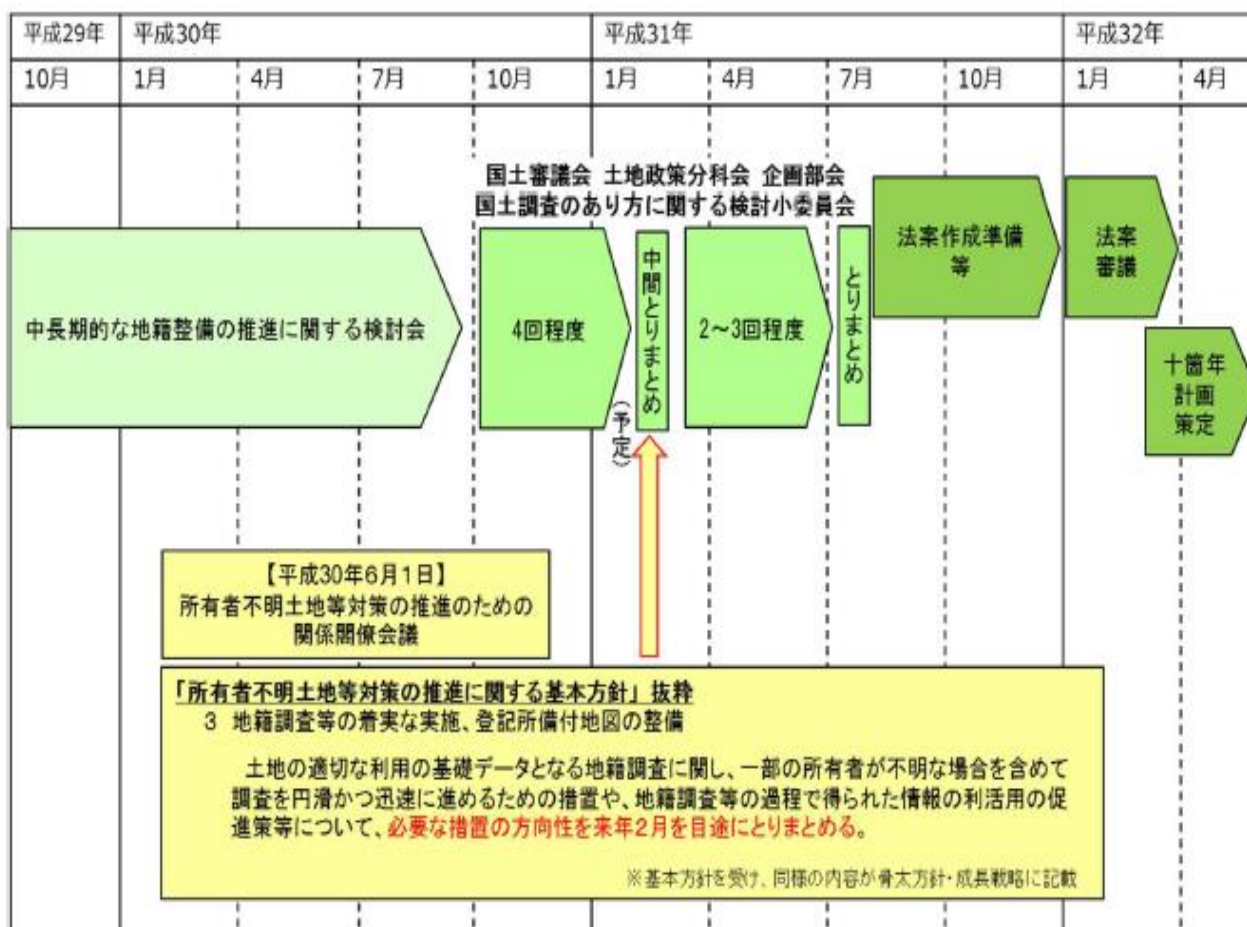 平成29年 平成30年 平成31年 平成32年
10月 1月 4月 7月 10月 1月 4月 7月 10月 1月 4月
国土審議会 土地政策分科会 企画部会
国土調査のあり方に関する検討小委員会
中長期的な地籍整備の推進に関する検討会
4回程度
中間とりまとめ
(予定)
2～3回程度
とりまとめ
法案作成準備
等
法案
審議
十箇年
計画
策定
【平成30年6月1日】
所有者不明土地等対策の推進のための
関係閣僚会議
「所有者不明土地等対策の推進に関する基本方針」抜粋
3 地籍調査等の着実な実施、登記所備付地図の整備
土地の適切な利用の基礎データとなる地籍調査に関し、一部の所有者が不明な場合を含めて
調査を円滑かつ迅速に進めるための措置や、地籍調査等の過程で得られた情報の利活用の促
進策等について、必要な措置の方向性を来年2月を目途にとりまとめる。
※基本方針を受け、同様の内容が骨太方針・成長戦略に記載